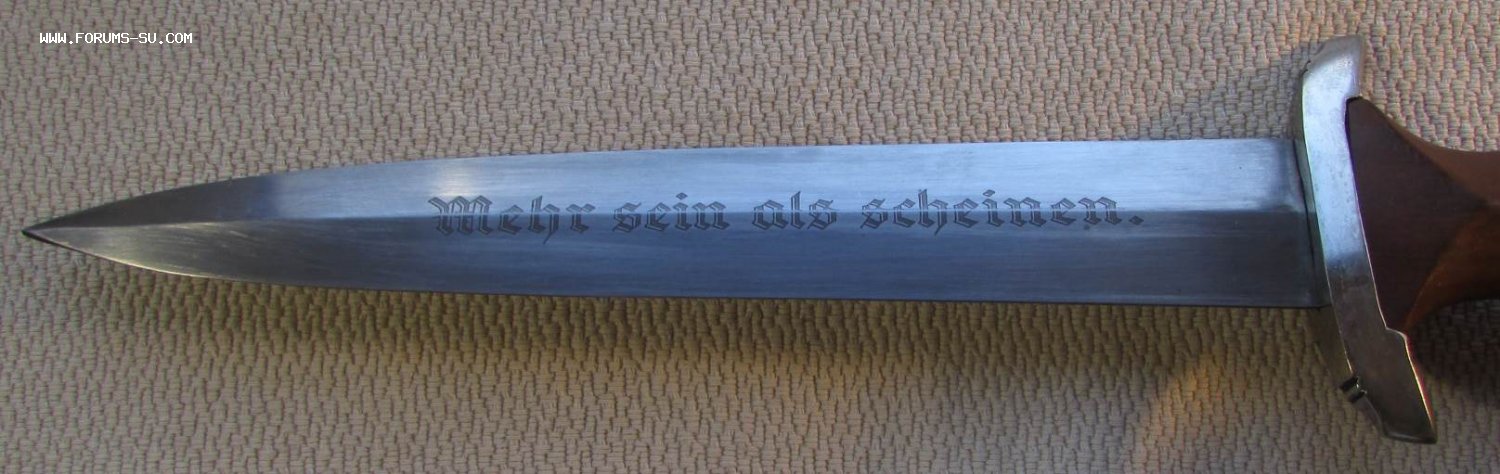 WWW.FORUMS-SU.COM
Mehr sein als scheinen.